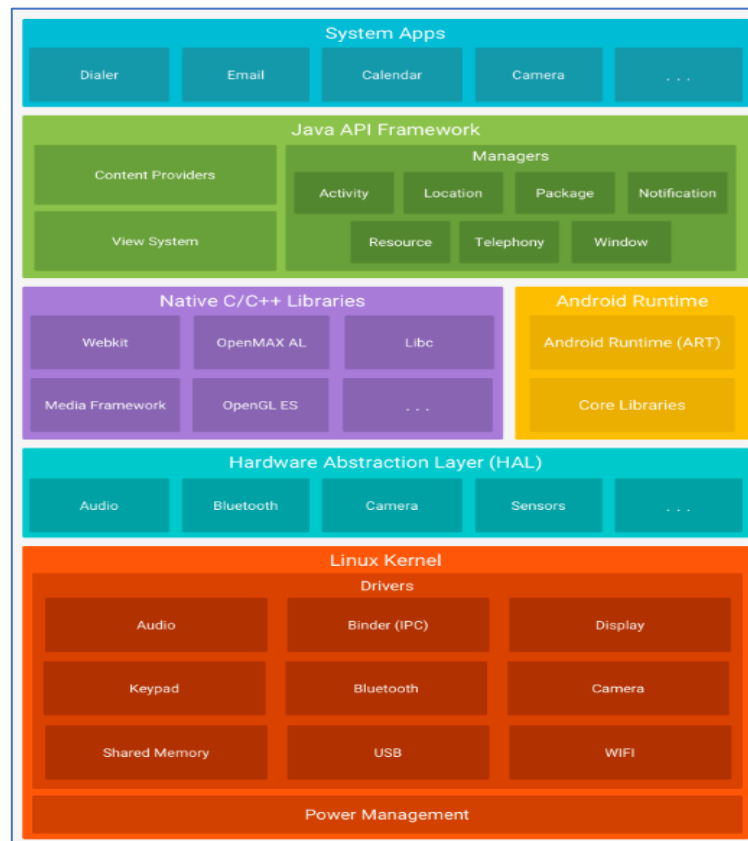 System Apps
Dialer Email Calendar Camera . . .
Java API Framework
Content Providers
View System
Managers
Activity Location Package Notification
Resource Telephony Window
Native C/C++ Libraries
Webkit OpenMAX AL Libc
Media Framework OpenGL ES . . .
Android Runtime
Android Runtime (ART)
Core Libraries
Hardware Abstraction Layer (HAL)
Audio Bluetooth Camera Sensors . . .
Linux Kernel
Drivers
Audio Binder (IPC) Display
Keypad Bluetooth Camera
Shared Memory USB WIFI
Power Management